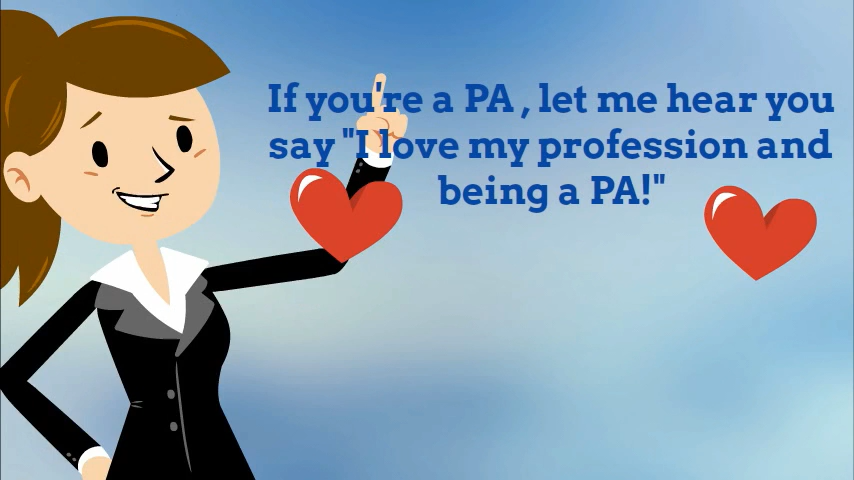 If you're a PA , let me hear you
say "I love my profession and
being a PA!"